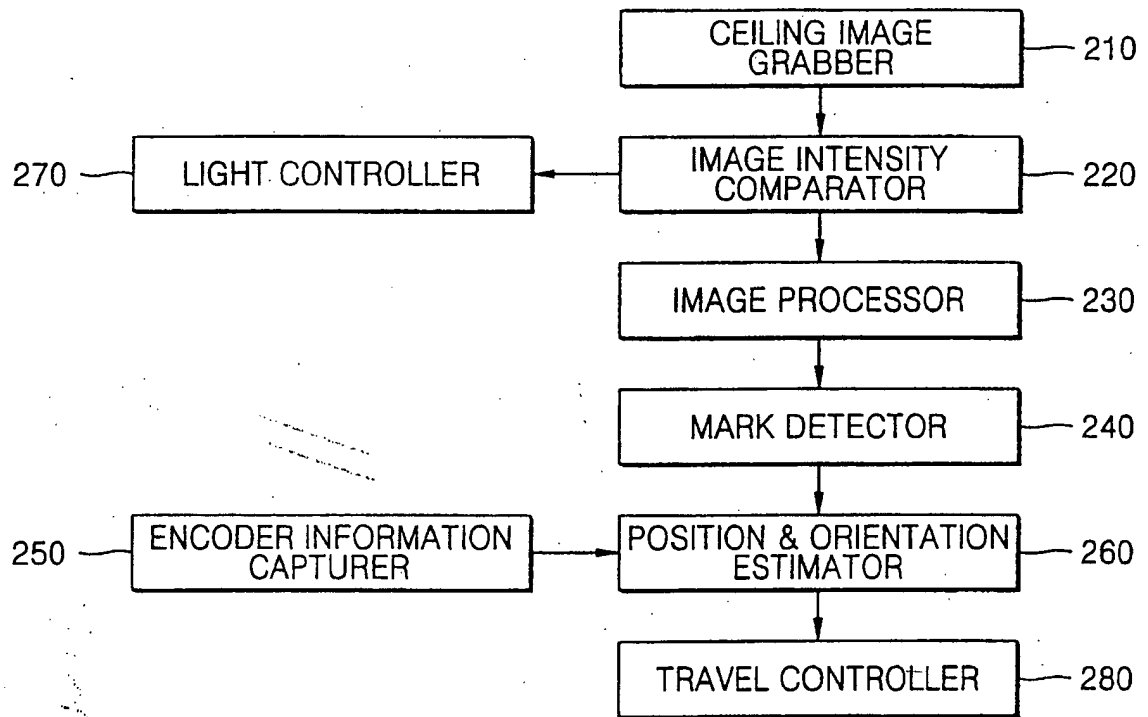 CEILING IMAGE
GRABBER
210
270
LIGHT CONTROLLER
IMAGE INTENSITY
COMPARATOR
220
IMAGE PROCESSOR
230
MARK DETECTOR
240
250
ENCODER INFORMATION
CAPTURER
POSITION & ORIENTATION
ESTIMATOR
260
TRAVEL CONTROLLER
280